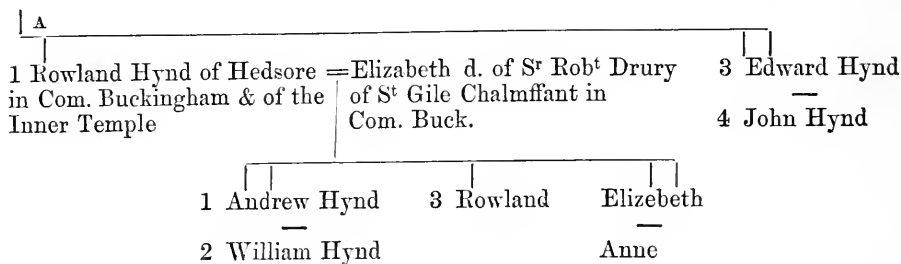 A
1 Rowland Hynd of Hedsore = Elizabeth d. of Sʳ Robᵗ Drury 3 Edward Hynd
in Com. Buckingham & of the of Sᵗ Gile Chalmffant in
Inner Temple Com. Buck. 4 John Hynd
1 Andrew Hynd 3 Rowland Elizebeth
2 William Hynd Anne